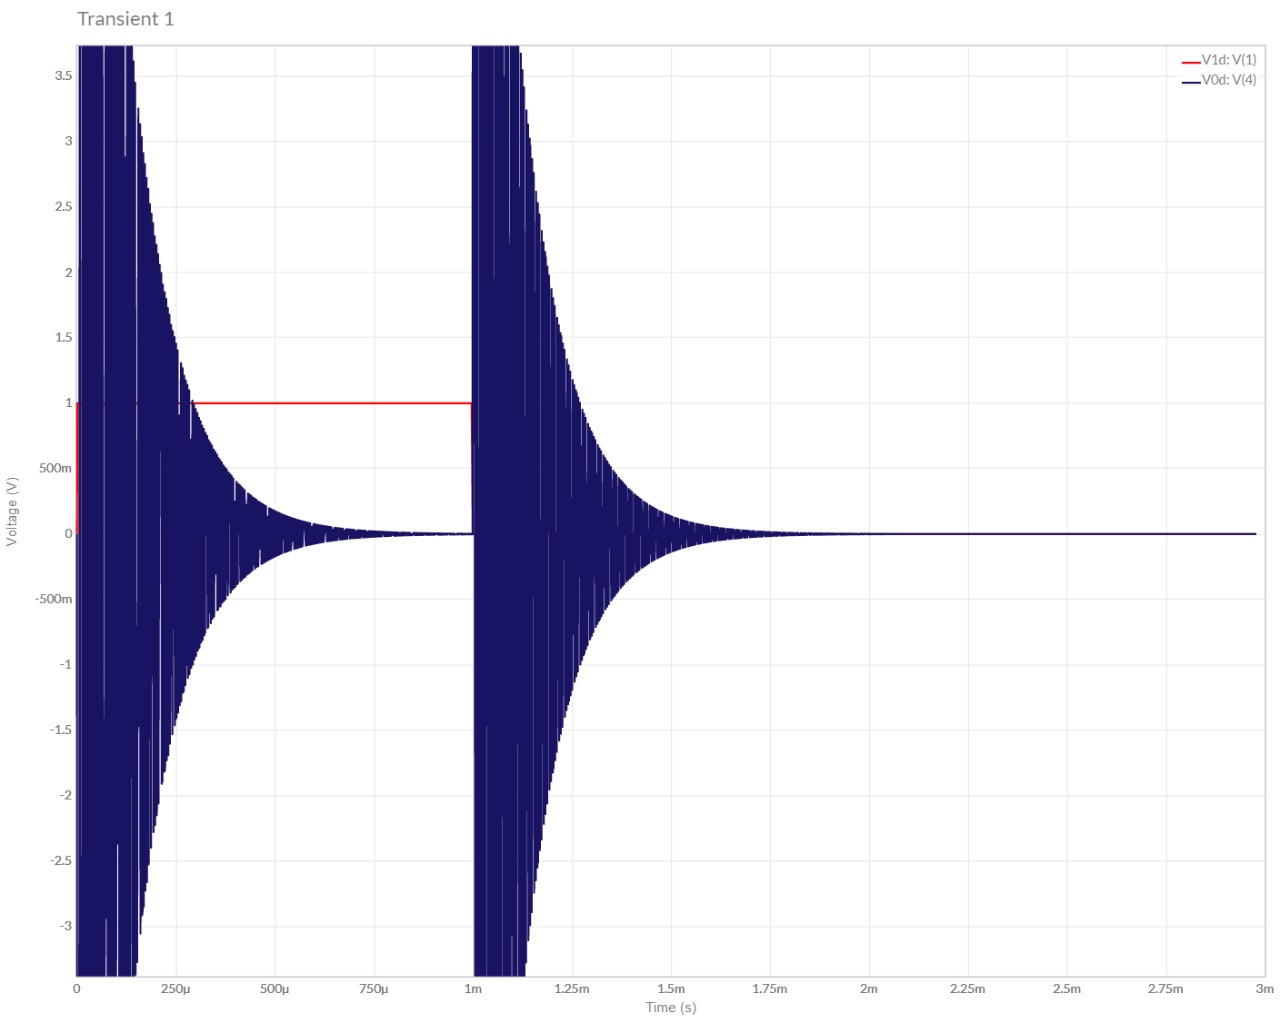 Transient 1
V1d: V(1)
V0d: V(4)
3.5
3
2.5
2
1.5
1
500m
0
-500m
-1
-1.5
-2
-2.5
-3
Voltage (V)
0 250µ 500µ 750µ 1m 1.25m 1.5m 1.75m 2m 2.25m 2.5m 2.75m 3m
Time (s)